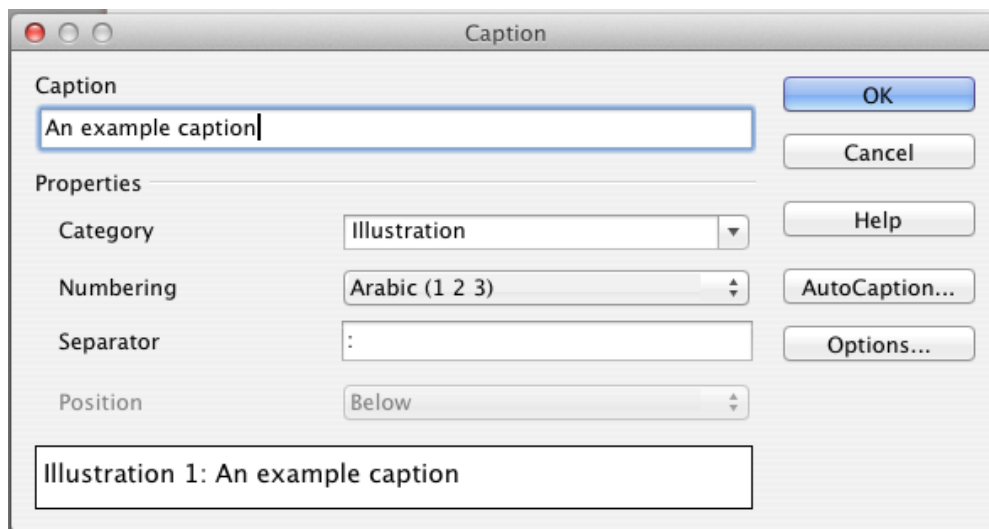 Caption
Caption
An example caption
OK
Cancel
Properties
Category
Illustration
Help
Numbering
Arabic (1 2 3)
AutoCaption...
Separator
:
Options...
Position
Below
Illustration 1: An example caption